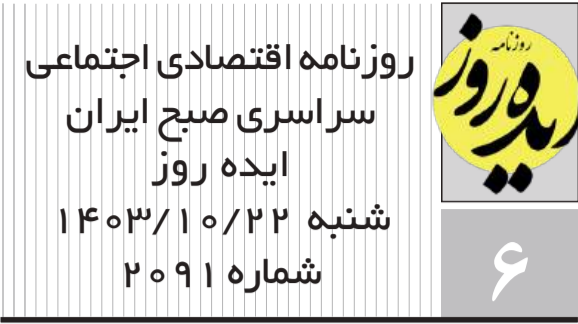 روزنامه اقتصادی اجتماعی
سراسری صبح ایران
ایده روز
شنبه ۱۴۰۳/۱۰/۲۲
شماره ۲۰۹۱
روزنامه
ایده روز
۶